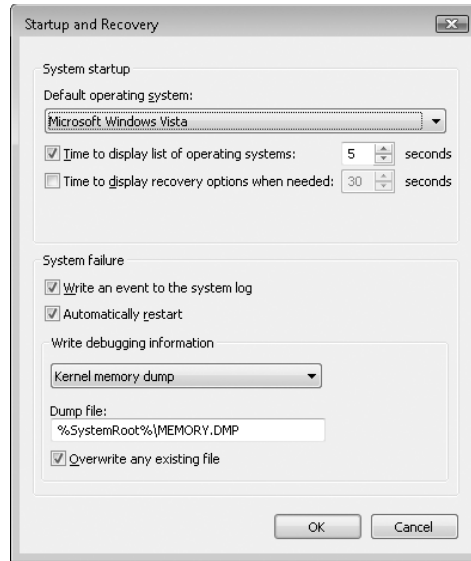 Startup and Recovery
System startup
Default operating system:
Microsoft Windows Vista
Time to display list of operating systems: 5 seconds
Time to display recovery options when needed: 30 seconds
System failure
Write an event to the system log
Automatically restart
Write debugging information
Kernel memory dump
Dump file:
%SystemRoot%\MEMORY.DMP
Overwrite any existing file
OK Cancel